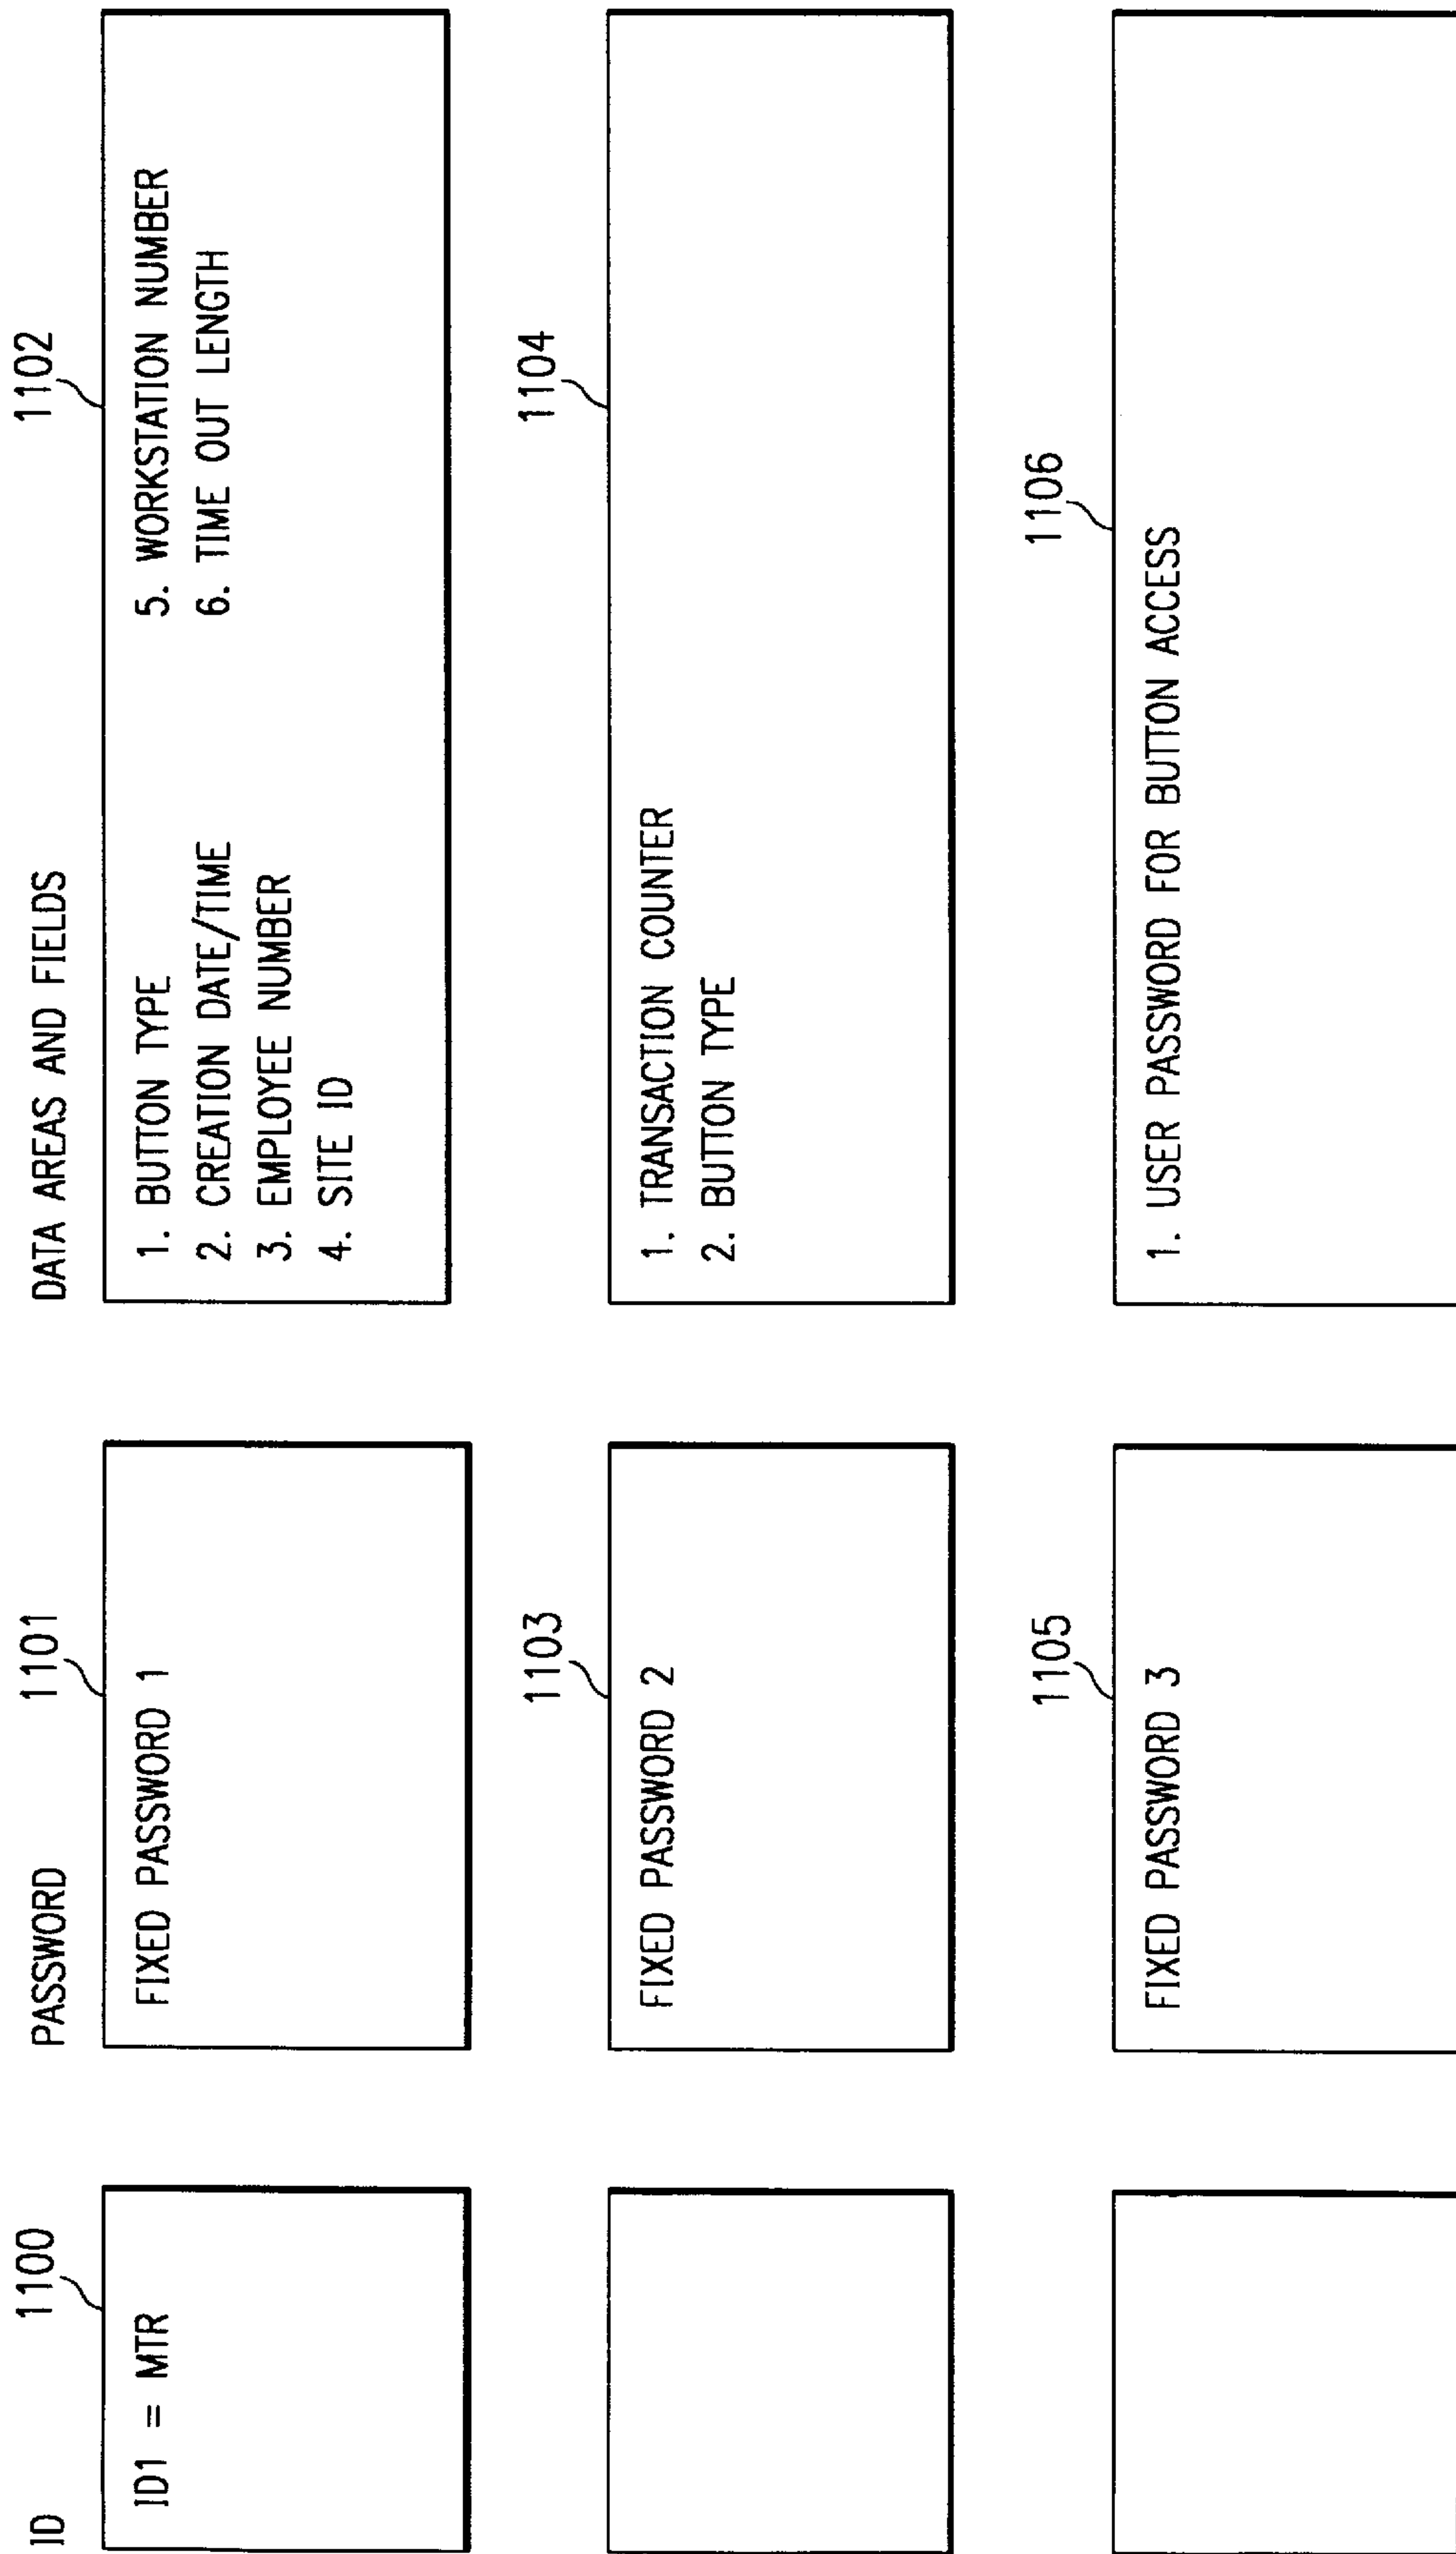 ID
PASSWORD
DATA AREAS AND FIELDS
1100
1101
1102
ID1 = MTR
FIXED PASSWORD 1
1. BUTTON TYPE
2. CREATION DATE/TIME
3. EMPLOYEE NUMBER
4. SITE ID
5. WORKSTATION NUMBER
6. TIME OUT LENGTH
1103
1104
FIXED PASSWORD 2
1. TRANSACTION COUNTER
2. BUTTON TYPE
1105
1106
FIXED PASSWORD 3
1. USER PASSWORD FOR BUTTON ACCESS